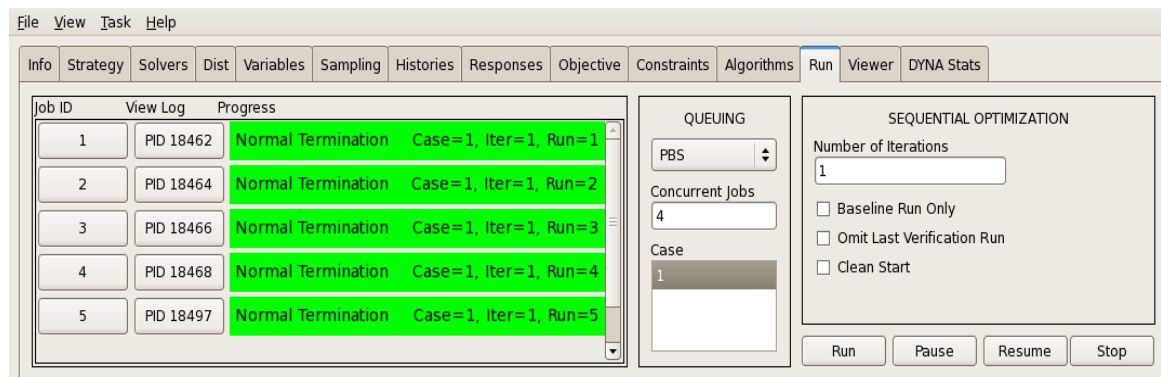 File View Task Help
Info Strategy Solvers Dist Variables Sampling Histories Responses Objective Constraints Algorithms Run Viewer DYNA Stats
Job ID View Log Progress
1 PID 18462 Normal Termination Case=1, Iter=1, Run=1
2 PID 18464 Normal Termination Case=1, Iter=1, Run=2
3 PID 18466 Normal Termination Case=1, Iter=1, Run=3
4 PID 18468 Normal Termination Case=1, Iter=1, Run=4
5 PID 18497 Normal Termination Case=1, Iter=1, Run=5
QUEUING
PBS
Concurrent Jobs
4
Case
1
SEQUENTIAL OPTIMIZATION
Number of Iterations
1
Baseline Run Only
Omit Last Verification Run
Clean Start
Run Pause Resume Stop